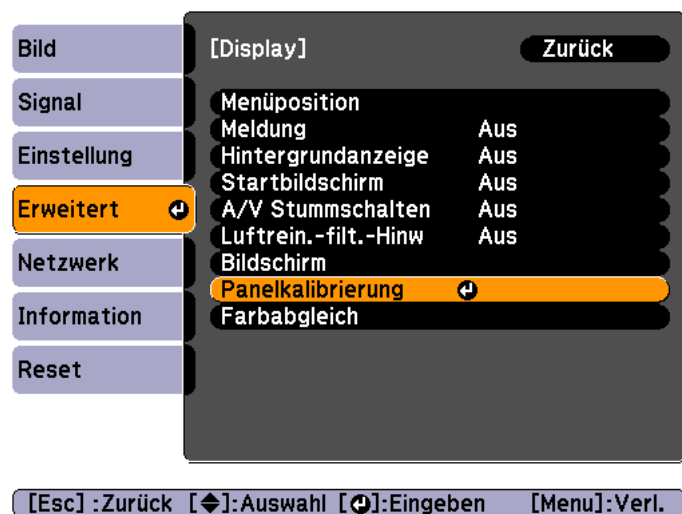 Bild
Signal
Einstellung
Erweitert
Netzwerk
Information
Reset
[Display] Zurück
Menüposition
Meldung Aus
Hintergrundanzeige Aus
Startbildschirm Aus
A/V Stummschalten Aus
Luftrein.-filt.-Hinw Aus
Bildschirm
Panelkalibrierung
Farbabgleich
[Esc] :Zurück [◆]:Auswahl [⏎]:Eingeben [Menu]:Verl.